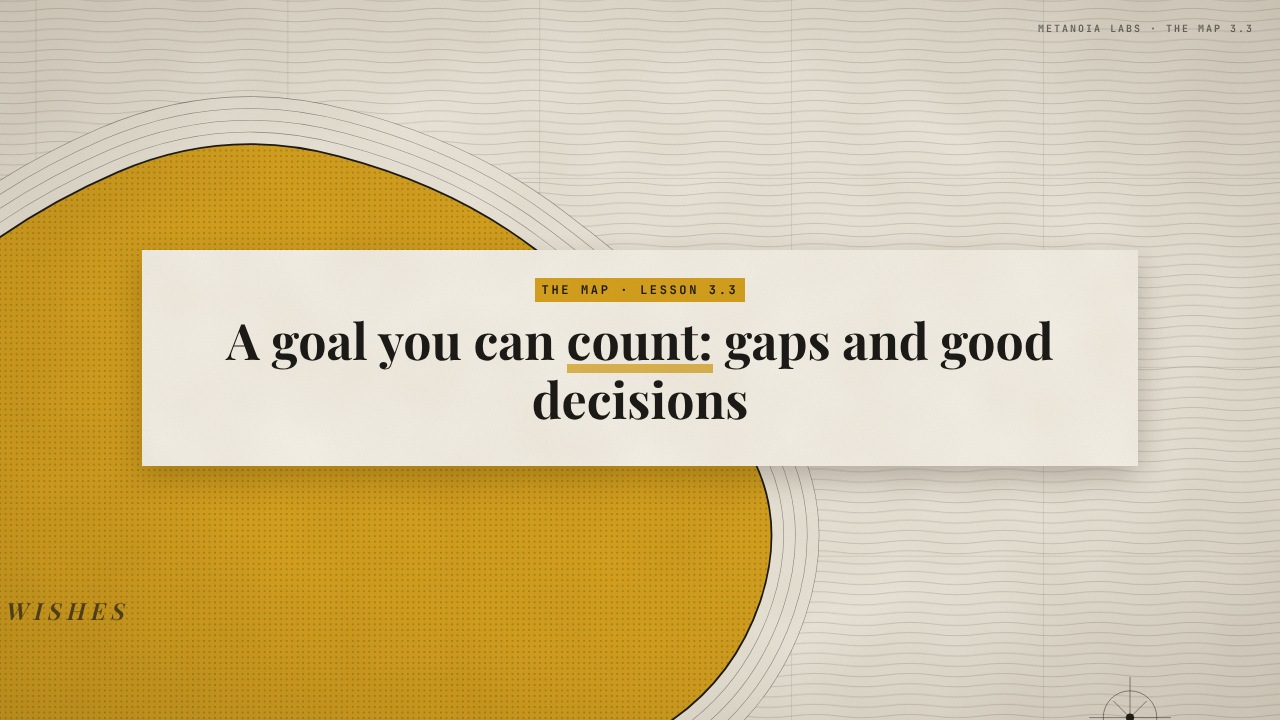 METANOIA LABS · THE MAP 3.3
THE MAP · LESSON 3.3
A goal you can count: gaps and good
decisions
WISHES